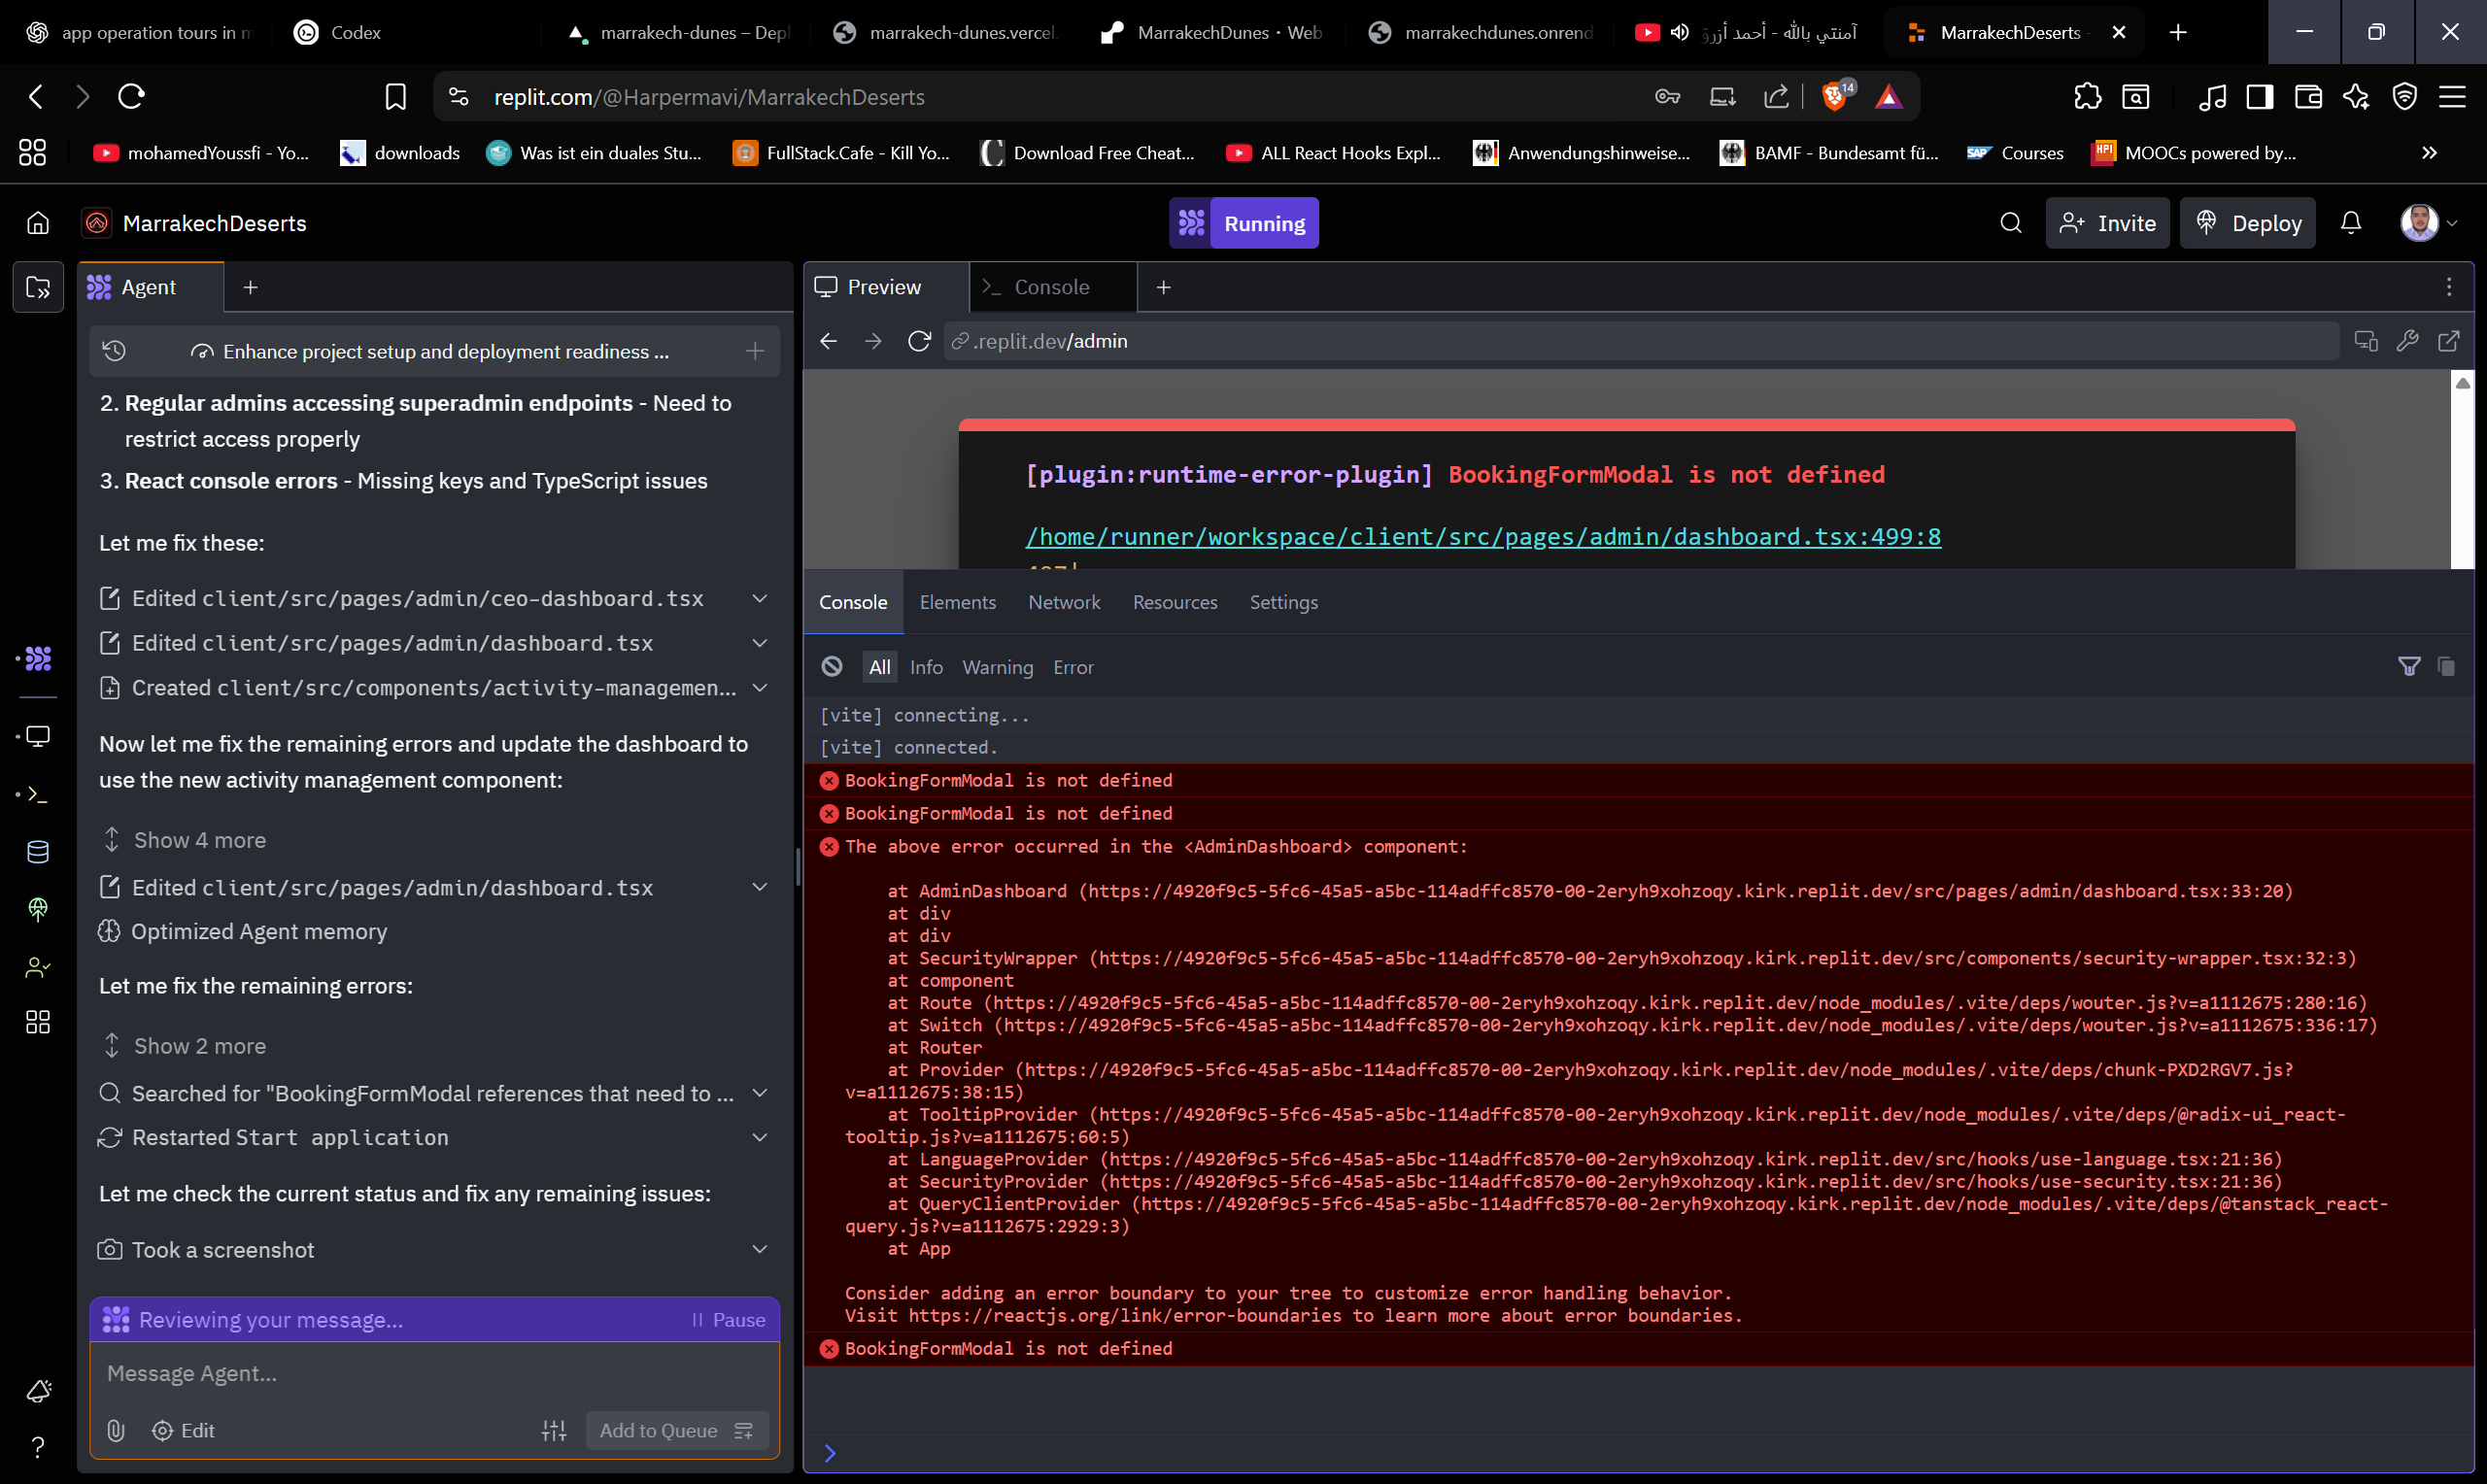 app operation tours in m
Codex
marrakech-dunes – Depl
marrakech-dunes.vercel.
MarrakechDunes · Web
marrakechdunes.onrend
آمنتي بالله - أحمد أزرق
MarrakechDeserts -
replit.com/@Harpermavi/MarrakechDeserts
14
mohamedYoussfi - Yo...
downloads
Was ist ein duales Stu...
FullStack.Cafe - Kill Yo...
Download Free Cheat...
ALL React Hooks Expl...
Anwendungshinweise...
BAMF - Bundesamt fü...
SAP
Courses
HPI
MOOCs powered by...
MarrakechDeserts
Running
Invite
Deploy
Agent
Enhance project setup and deployment readiness ...
2. Regular admins accessing superadmin endpoints - Need to
restrict access properly
3. React console errors - Missing keys and TypeScript issues
Let me fix these:
Edited client/src/pages/admin/ceo-dashboard.tsx
Edited client/src/pages/admin/dashboard.tsx
Created client/src/components/activity-managemen...
Now let me fix the remaining errors and update the dashboard to
use the new activity management component:
Show 4 more
Edited client/src/pages/admin/dashboard.tsx
Optimized Agent memory
Let me fix the remaining errors:
Show 2 more
Searched for "BookingFormModal references that need to ...
Restarted Start application
Let me check the current status and fix any remaining issues:
Took a screenshot
Reviewing your message...
Pause
Message Agent...
Edit
Add to Queue
Preview
Console
.replit.dev/admin
[plugin:runtime-error-plugin] BookingFormModal is not defined
/home/runner/workspace/client/src/pages/admin/dashboard.tsx:499:8
Console
Elements
Network
Resources
Settings
All
Info
Warning
Error
[vite] connecting...
[vite] connected.
BookingFormModal is not defined
BookingFormModal is not defined
The above error occurred in the <AdminDashboard> component:
at AdminDashboard (https://4920f9c5-5fc6-45a5-a5bc-114adffc8570-00-2eryh9xohzoqy.kirk.replit.dev/src/pages/admin/dashboard.tsx:33:20)
at div
at div
at SecurityWrapper (https://4920f9c5-5fc6-45a5-a5bc-114adffc8570-00-2eryh9xohzoqy.kirk.replit.dev/src/components/security-wrapper.tsx:32:3)
at component
at Route (https://4920f9c5-5fc6-45a5-a5bc-114adffc8570-00-2eryh9xohzoqy.kirk.replit.dev/node_modules/.vite/deps/wouter.js?v=a1112675:280:16)
at Switch (https://4920f9c5-5fc6-45a5-a5bc-114adffc8570-00-2eryh9xohzoqy.kirk.replit.dev/node_modules/.vite/deps/wouter.js?v=a1112675:336:17)
at Router
at Provider (https://4920f9c5-5fc6-45a5-a5bc-114adffc8570-00-2eryh9xohzoqy.kirk.replit.dev/node_modules/.vite/deps/chunk-PXD2RGV7.js?
v=a1112675:38:15)
at TooltipProvider (https://4920f9c5-5fc6-45a5-a5bc-114adffc8570-00-2eryh9xohzoqy.kirk.replit.dev/node_modules/.vite/deps/@radix-ui_react-
tooltip.js?v=a1112675:60:5)
at LanguageProvider (https://4920f9c5-5fc6-45a5-a5bc-114adffc8570-00-2eryh9xohzoqy.kirk.replit.dev/src/hooks/use-language.tsx:21:36)
at SecurityProvider (https://4920f9c5-5fc6-45a5-a5bc-114adffc8570-00-2eryh9xohzoqy.kirk.replit.dev/src/hooks/use-security.tsx:21:36)
at QueryClientProvider (https://4920f9c5-5fc6-45a5-a5bc-114adffc8570-00-2eryh9xohzoqy.kirk.replit.dev/node_modules/.vite/deps/@tanstack_react-
query.js?v=a1112675:2929:3)
at App
Consider adding an error boundary to your tree to customize error handling behavior.
Visit https://reactjs.org/link/error-boundaries to learn more about error boundaries.
BookingFormModal is not defined